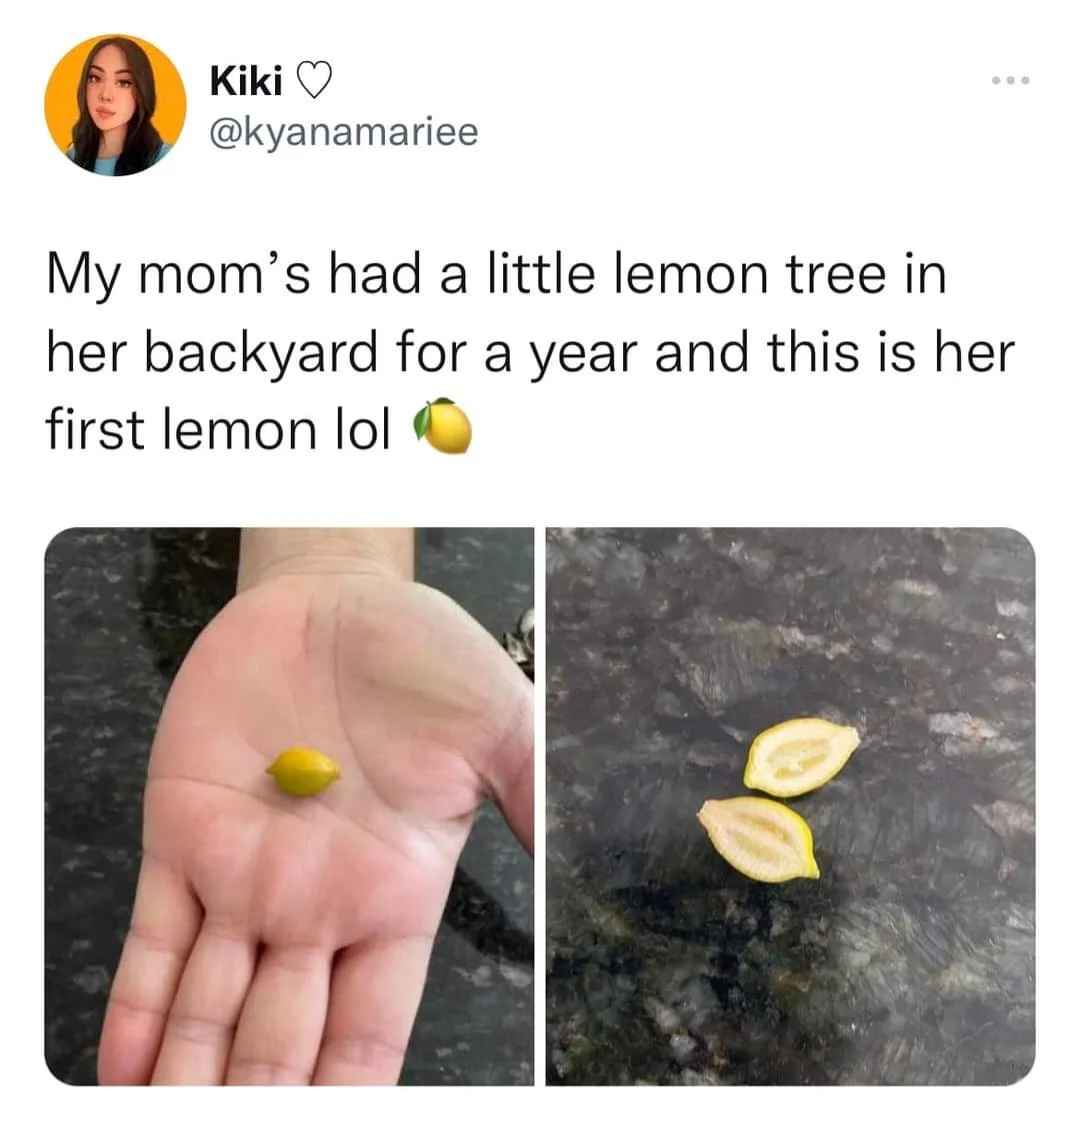 Kiki ♡
@kyanamariee
My mom’s had a little lemon tree in
her backyard for a year and this is her
first lemon lol 🍋